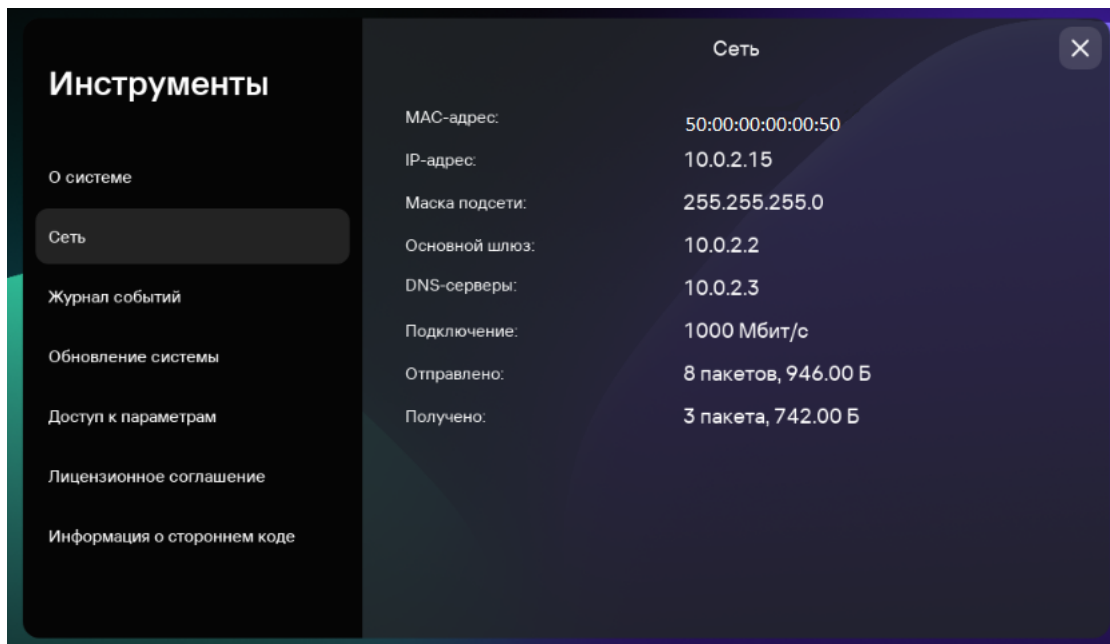 Инструменты
О системе
Сеть
Журнал событий
Обновление системы
Доступ к параметрам
Лицензионное соглашение
Информация о стороннем коде
Сеть
MAC-адрес: 50:00:00:00:00:50
IP-адрес: 10.0.2.15
Маска подсети: 255.255.255.0
Основной шлюз: 10.0.2.2
DNS-серверы: 10.0.2.3
Подключение: 1000 Мбит/с
Отправлено: 8 пакетов, 946.00 Б
Получено: 3 пакета, 742.00 Б